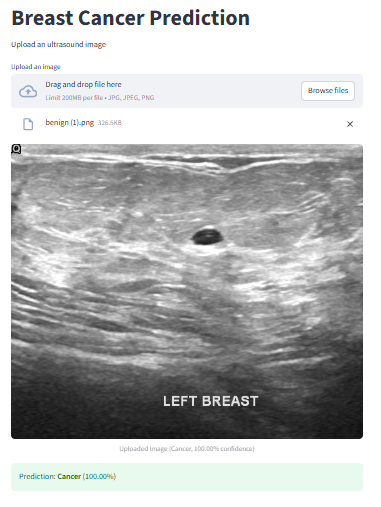 Breast Cancer Prediction
Upload an ultrasound image
Upload an image
Drag and drop file here
Limit 200MB per file • JPG, JPEG, PNG
Browse files
benign (1).png 326.5KB
LEFT BREAST
Uploaded Image (Cancer, 100.00% confidence)
Prediction: Cancer (100.00%)